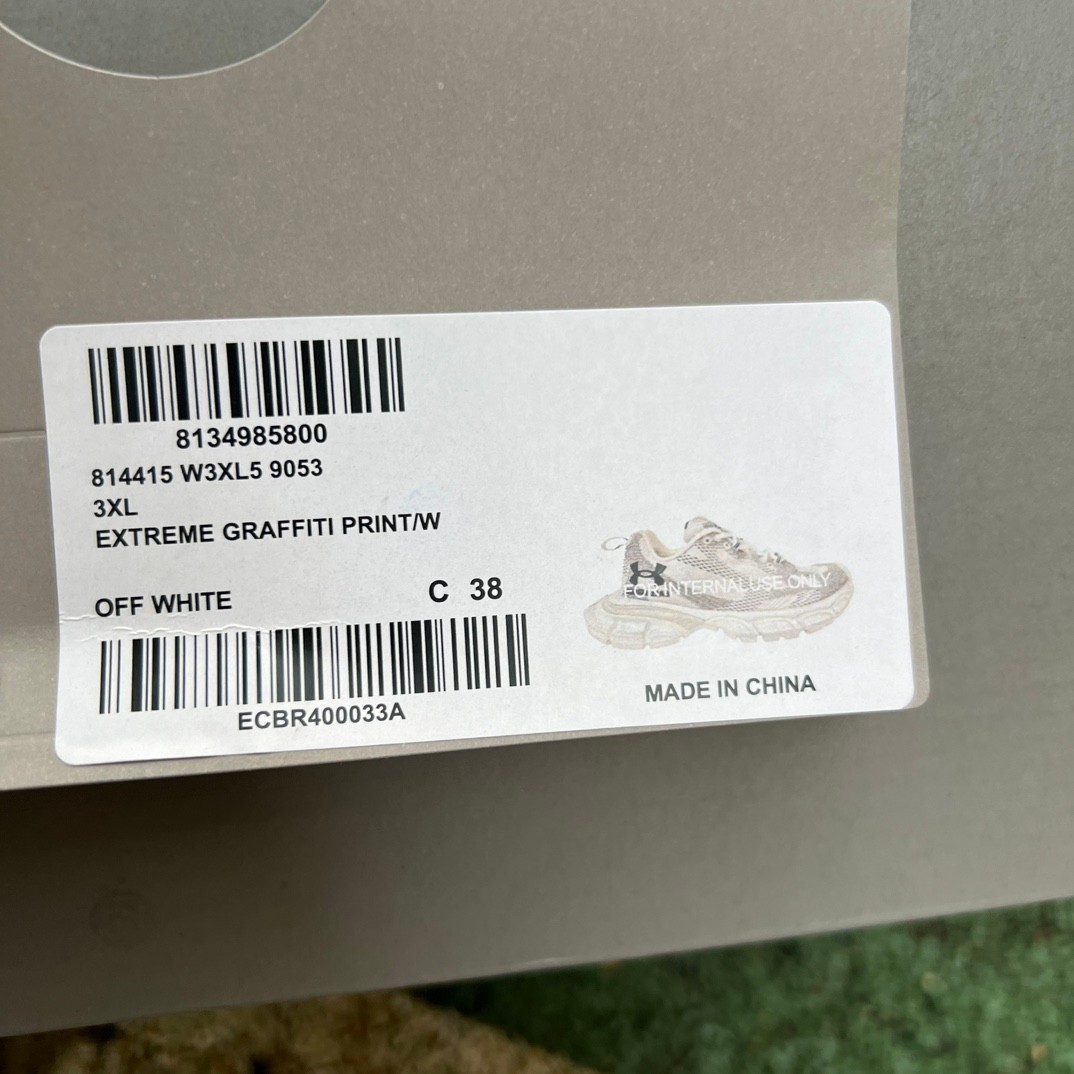 8134985800
814415 W3XL5 9053
3XL
EXTREME GRAFFITI PRINT/W
OFF WHITE
C 38
ECBR400033A
FOR INTERNAL USE ONLY
MADE IN CHINA